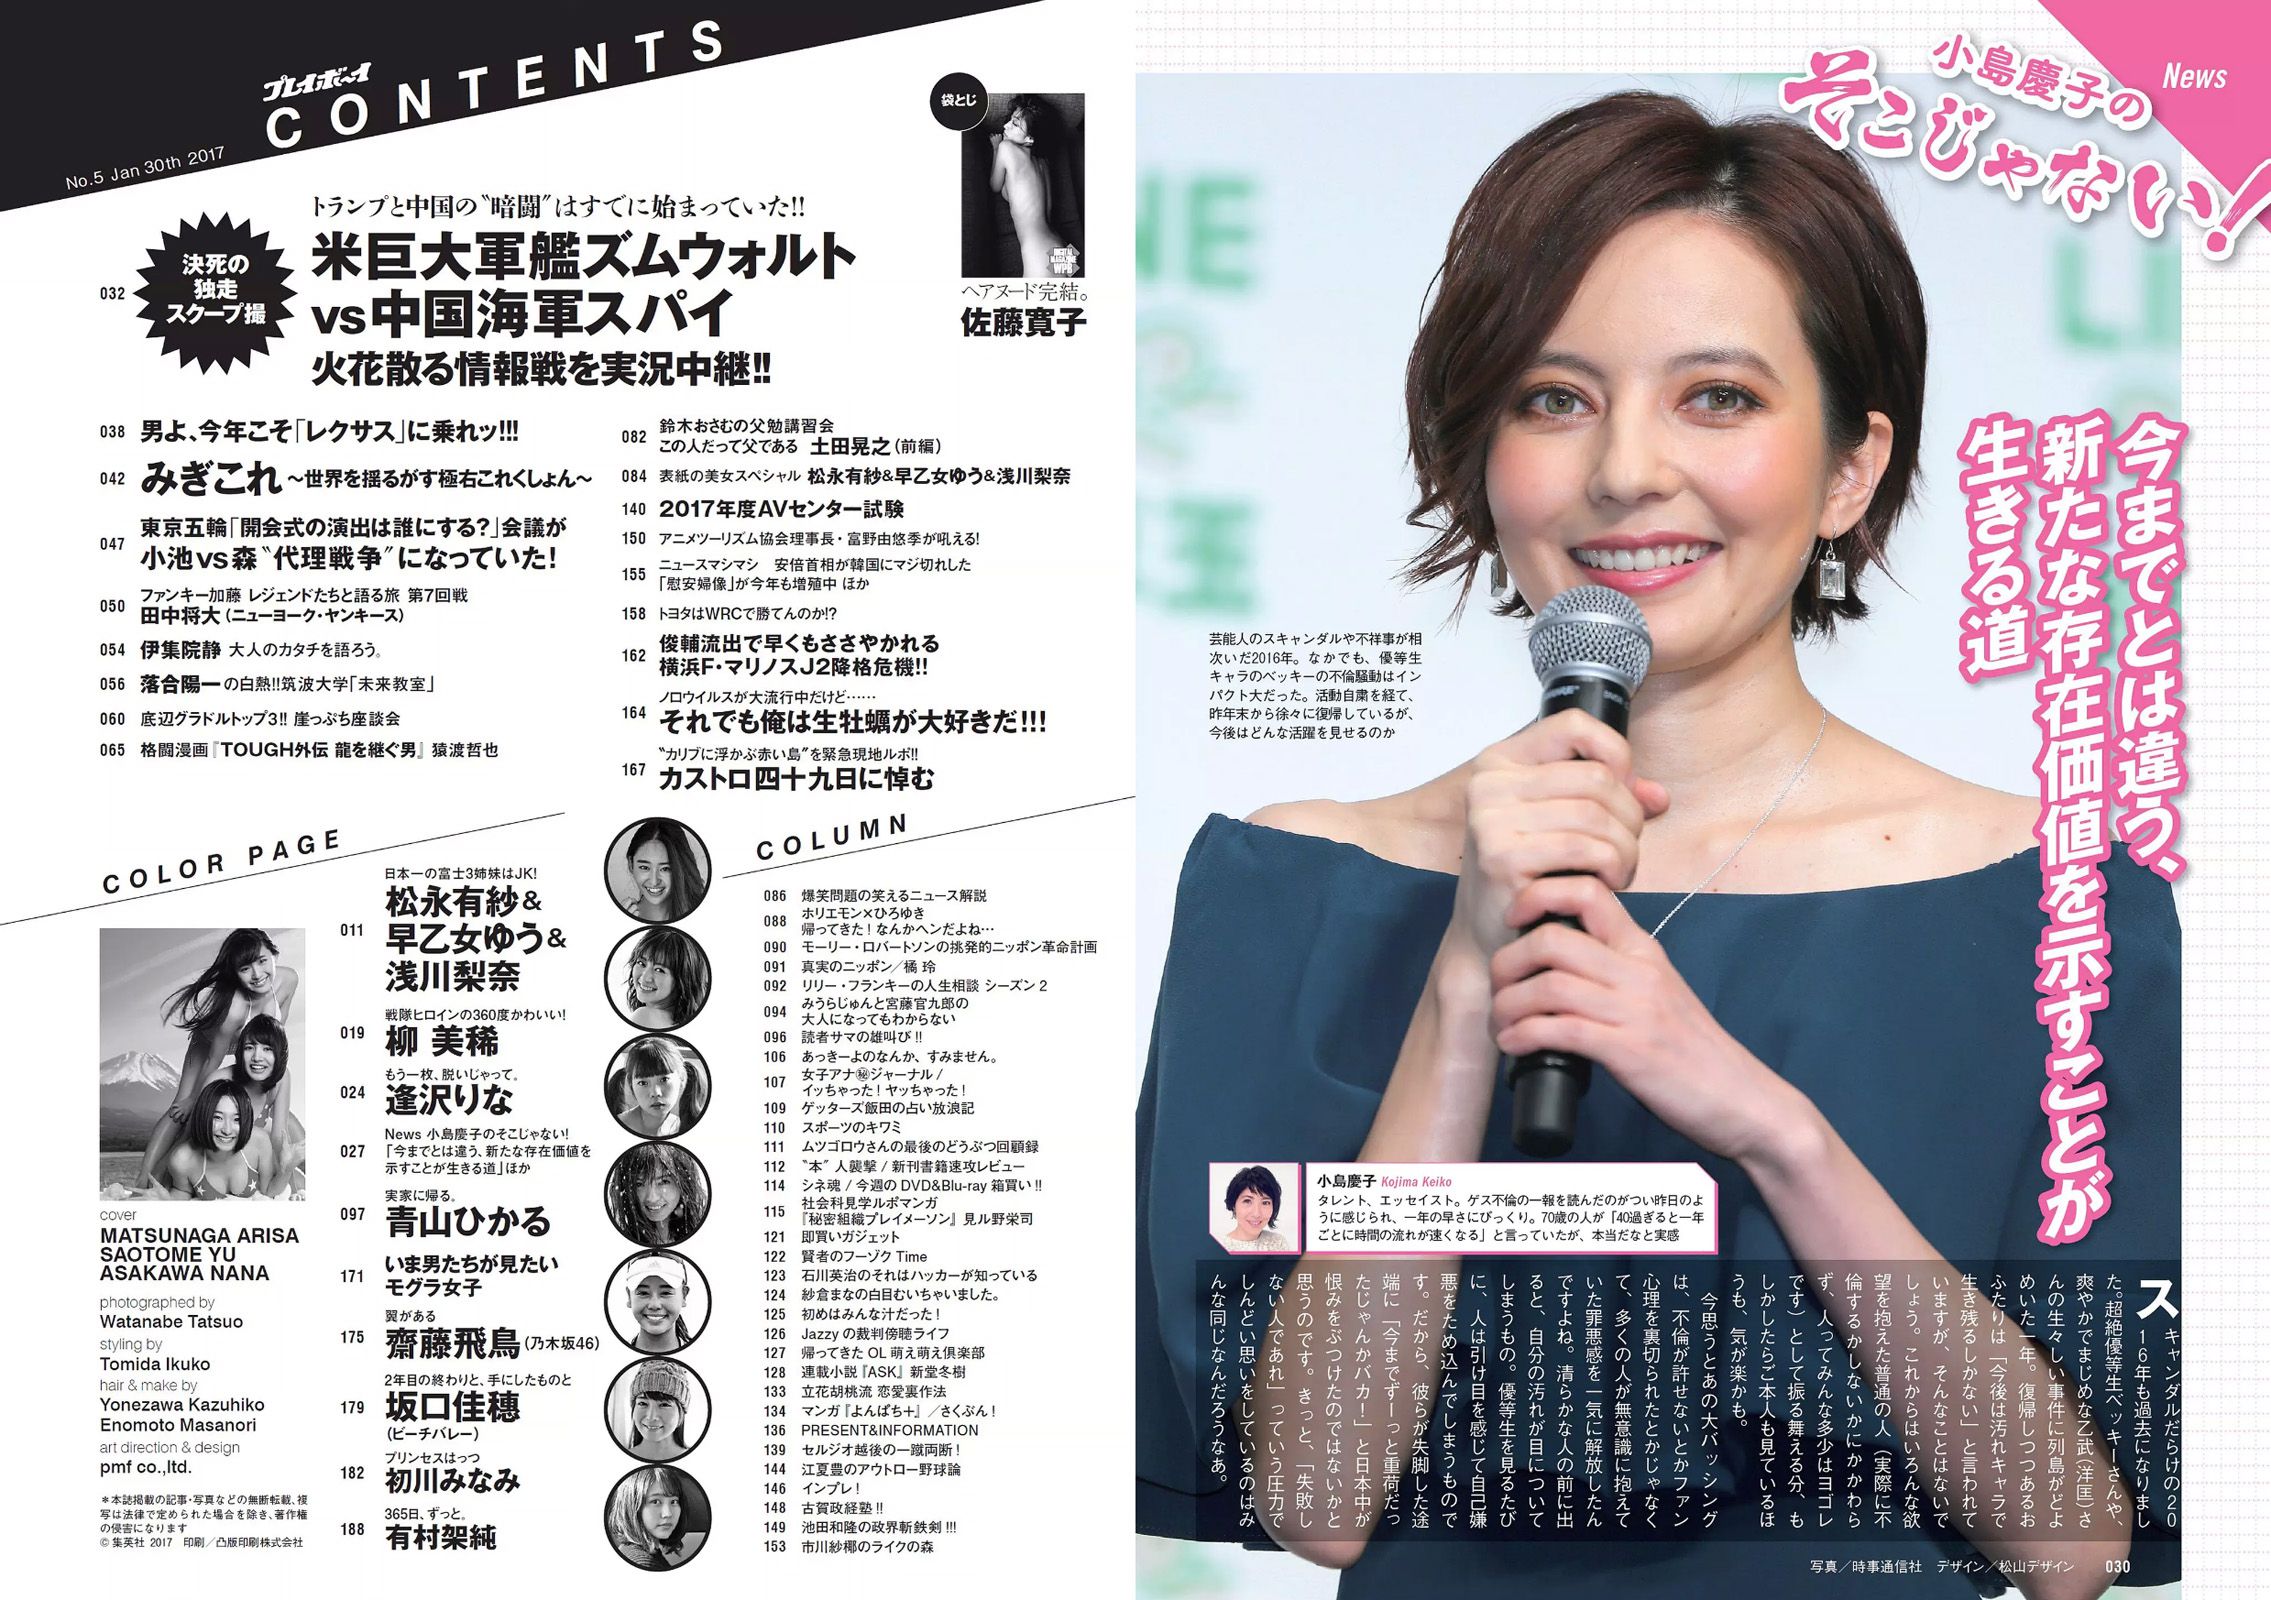 プレイボーイ
CONTENTS
No.5 Jan 30th 2017
袋とじ
ヘアヌード完結。
佐藤寛子
032
決死の
独走
スクープ撮
トランプと中国の〝暗闘〟はすでに始まっていた!!
米巨大軍艦ズムウォルト
vs中国海軍スパイ
火花散る情報戦を実況中継!!
038 男よ、今年こそ「レクサス」に乗れッ!!!
042 みぎこれ ～世界を揺るがす極右これくしょん～
047 東京五輪「開会式の演出は誰にする?」会議が
小池vs森〝代理戦争〟になっていた!
050 ファンキー加藤 レジェンドたちと語る旅 第7回戦
田中将大(ニューヨーク・ヤンキース)
054 伊集院静 大人のカタチを語ろう。
056 落合陽一の白熱!!筑波大学「未来教室」
060 底辺グラドルトップ3!! 崖っぷち座談会
065 格闘漫画『TOUGH外伝 龍を継ぐ男』猿渡哲也
082 鈴木おさむの父勉講習会
この人だって父である 土田晃之(前編)
084 表紙の美女スペシャル 松永有紗&早乙女ゆう&浅川梨奈
140 2017年度AVセンター試験
150 アニメツーリズム協会理事長・富野由悠季が吼える!
155 ニュースマシマシ 安倍首相が韓国にマジ切れした
「慰安婦像」が今年も増殖中 ほか
158 トヨタはWRCで勝てんのか!?
162 俊輔流出で早くもささやかれる
横浜F・マリノスJ2降格危機!!
164 ノロウイルスが大流行中だけど……
それでも俺は生牡蠣が大好きだ!!!
167 〝カリブに浮かぶ赤い島〟を緊急現地ルポ!!
カストロ四十九日に悼む
COLOR PAGE
cover
MATSUNAGA ARISA
SAOTOME YU
ASAKAWA NANA
photographed by
Watanabe Tatsuo
styling by
Tomida Ikuko
hair & make by
Yonezawa Kazuhiko
Enomoto Masanori
art direction & design
pmf co.,ltd.
＊本誌掲載の記事・写真などの無断転載、複
写は法律で定められた場合を除き、著作権
の侵害になります
© 集英社 2017 印刷／凸版印刷株式会社
011 日本一の富士3姉妹はJK!
松永有紗&
早乙女ゆう&
浅川梨奈
019 戦隊ヒロインの360度かわいい!
柳 美稀
024 もう一枚、脱いじゃって。
逢沢りな
027 News 小島慶子のそこじゃない!
「今までとは違う、新たな存在価値を
示すことが生きる道」ほか
097 実家に帰る。
青山ひかる
171 いま男たちが見たい
モグラ女子
175 翼がある
齋藤飛鳥(乃木坂46)
179 2年目の終わりと、手にしたものと
坂口佳穗
(ビーチバレー)
182 プリンセスはっつ
初川みなみ
188 365日、ずっと。
有村架純
COLUMN
086 爆笑問題の笑えるニュース解説
088 ホリエモン×ひろゆき
帰ってきた! なんかヘンだよね…
090 モーリー・ロバートソンの挑発的ニッポン革命計画
091 真実のニッポン／橘 玲
092 リリー・フランキーの人生相談 シーズン2
094 みうらじゅんと宮藤官九郎の
大人になってもわからない
096 読者サマの雄叫び!!
106 あっきーよのなんか、すみません。
107 女子アナ㊙ジャーナル /
イッちゃった! ヤッちゃった!
109 ゲッターズ飯田の占い放浪記
110 スポーツのキワミ
111 ムツゴロウさんの最後のどうぶつ回顧録
112 〝本〟人襲撃 / 新刊書籍速攻レビュー
114 シネ魂 / 今週のDVD&Blu-ray箱買い!!
115 社会科見学ルポマンガ
『秘密組織プレイメーソン』見ル野栄司
121 即買いガジェット
122 賢者のフーゾク Time
123 石川英治のそれはハッカーが知っている
124 紗倉まなの白目むいちゃいました。
125 初めはみんな汁だった!
126 Jazzyの裁判傍聴ライフ
127 帰ってきたOL萌え萌え倶楽部
128 連載小説『ASK』新堂冬樹
133 立花胡桃流 恋愛裏作法
134 マンガ『よんぱち＋』／さくぶん!
136 PRESENT&INFORMATION
139 セルジオ越後の一蹴両断!
144 江夏豊のアウトロー野球論
146 インプレ!
148 古賀政経塾!!
149 池田和隆の政界斬鉄剣!!!
153 市川紗椰のライクの森
News
小島慶子の
そこじゃない!
今までとは違う、
新たな存在価値を示すことが
生きる道
芸能人のスキャンダルや不祥事が相
次いだ2016年。なかでも、優等生
キャラのベッキーの不倫騒動はイン
パクト大だった。活動自粛を経て、
昨年末から徐々に復帰しているが、
今後はどんな活躍を見せるのか
小島慶子 Kojima Keiko
タレント、エッセイスト。ゲス不倫の一報を読んだのがつい昨日のよ
うに感じられ、一年の早さにびっくり。70歳の人が「40過ぎると一年
ごとに時間の流れが速くなる」と言っていたが、本当だなと実感
スキャンダルだらけの20
16年も過去になりまし
た。超絶優等生ベッキーさんや、
爽やかでまじめな乙武(洋匡)さ
んの生々しい事件に列島がどよ
めいた一年。復帰しつつあるお
ふたりは「今後は汚れキャラで
生き残るしかない」と言われて
いますが、そんなことはないで
しょう。これからはいろんな欲
望を抱えた普通の人(実際に不
倫するかしないかにかかわら
ず、人ってみんな多少はヨゴレ
です)として振る舞える分、も
しかしたらご本人も見ているほ
うも、気が楽かも。
今思うとあの大バッシング
は、不倫が許せないとかファン
心理を裏切られたとかじゃなく
て、多くの人が無意識に抱えて
いた罪悪感を一気に解放したん
ですよね。清らかな人の前に出
ると、自分の汚れが目について
しまうもの。優等生を見るたび
に、人は引け目を感じて自己嫌
悪をため込んでしまうもので
す。だから、彼らが失脚した途
端に「今までずーっと重荷だっ
たじゃんかバカ!」と日本中が
恨みをぶつけたのではないかと
思うのです。きっと、「失敗し
ない人であれ」っていう圧力で
しんどい思いをしているのはみ
んな同じなんだろうなあ。
写真／時事通信社 デザイン／松山デザイン 030